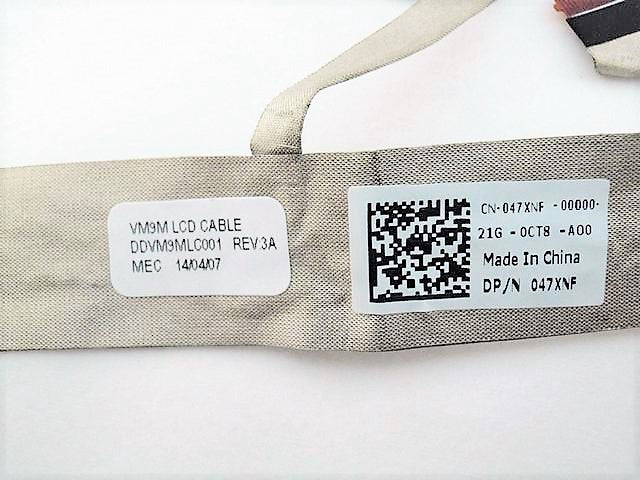 VM9M LCD CABLE
DDVM9MLC001 REV:3A
MEC 14/04/07
CN-047XNF -00000-
21G -0CT8 -A00
Made In China
DP/N 047XNF